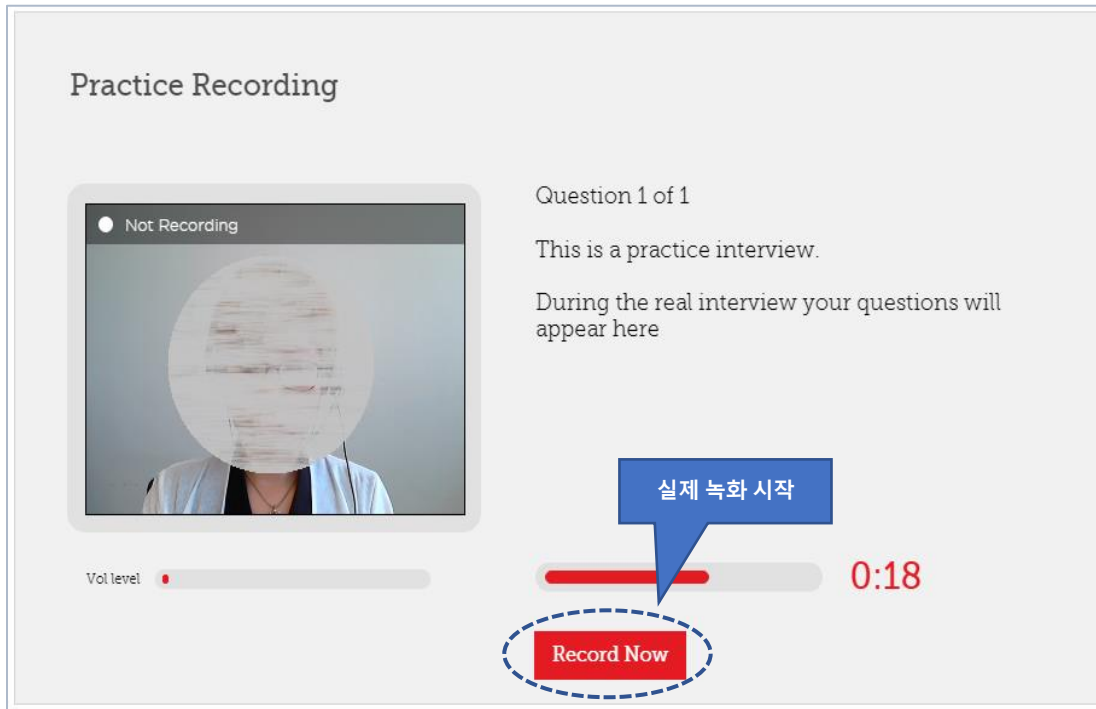 Practice Recording
Not Recording
Question 1 of 1
This is a practice interview.
During the real interview your questions will
appear here
실제 녹화 시작
Vol level
0:18
Record Now